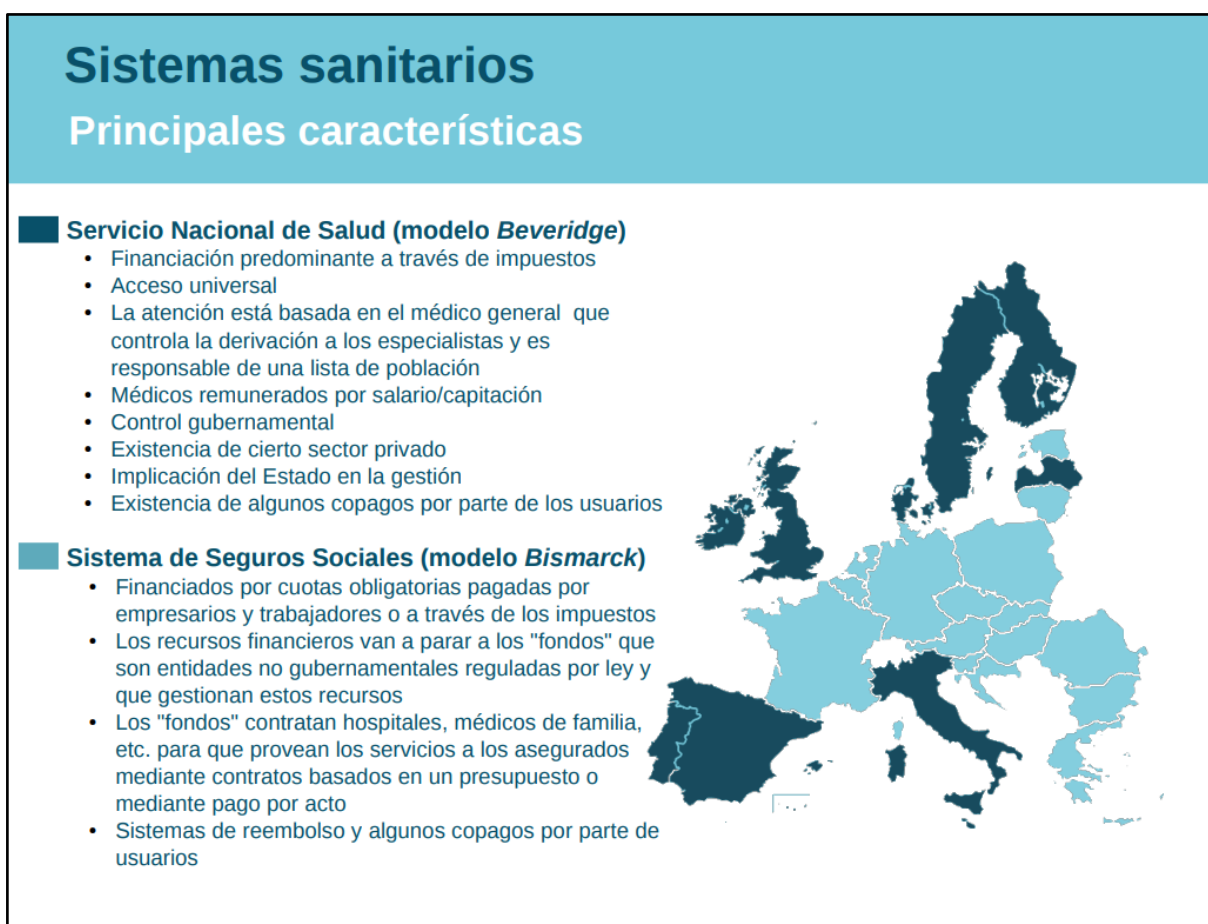 Sistemas sanitarios
Principales características
Servicio Nacional de Salud (modelo Beveridge)
• Financiación predominante a través de impuestos
• Acceso universal
• La atención está basada en el médico general  que
controla la derivación a los especialistas y es
responsable de una lista de población
• Médicos remunerados por salario/capitación
• Control gubernamental
• Existencia de cierto sector privado
• Implicación del Estado en la gestión
• Existencia de algunos copagos por parte de los usuarios
Sistema de Seguros Sociales (modelo Bismarck)
• Financiados por cuotas obligatorias pagadas por
empresarios y trabajadores o a través de los impuestos
• Los recursos financieros van a parar a los "fondos" que
son entidades no gubernamentales reguladas por ley y
que gestionan estos recursos
• Los "fondos" contratan hospitales, médicos de familia,
etc. para que provean los servicios a los asegurados
mediante contratos basados en un presupuesto o
mediante pago por acto
• Sistemas de reembolso y algunos copagos por parte de
usuarios